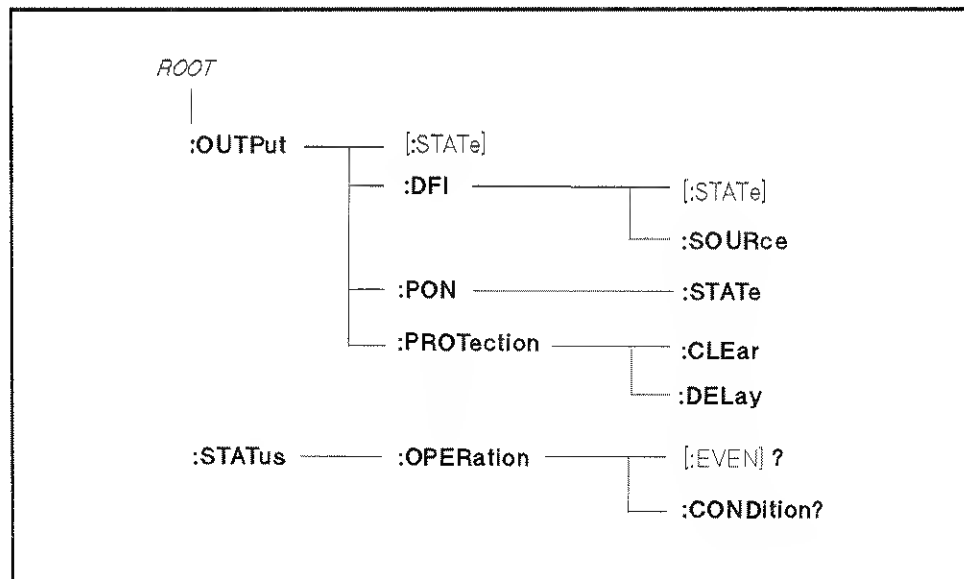 ROOT
:OUTPut [:STATe]
:DFI [:STATe]
:SOURce
:PON :STATe
:PROTection :CLEar
:DELay
:STATus :OPERation [:EVEN] ?
:CONDition?